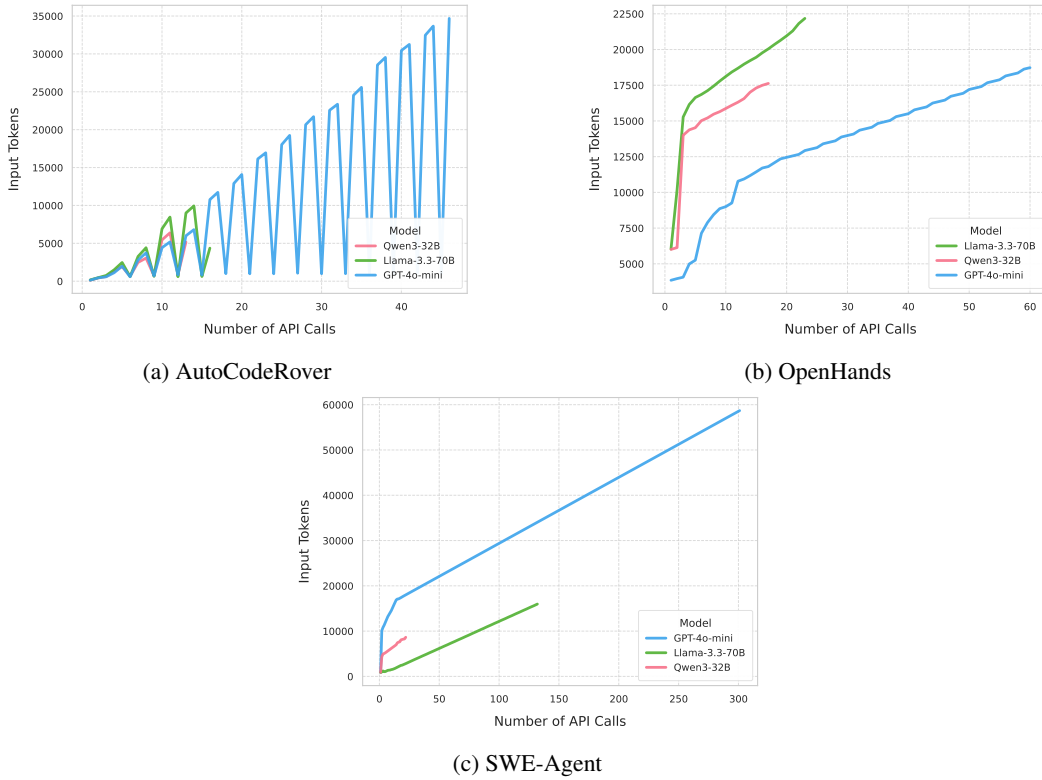 35000
30000
25000
20000
15000
10000
5000
0
Input Tokens
0 10 20 30 40
Number of API Calls
Model
Qwen3-32B
Llama-3.3-70B
GPT-4o-mini
(a) AutoCodeRover
22500
20000
17500
15000
12500
10000
7500
5000
Input Tokens
0 10 20 30 40 50 60
Number of API Calls
Model
Llama-3.3-70B
Qwen3-32B
GPT-4o-mini
(b) OpenHands
60000
50000
40000
30000
20000
10000
0
Input Tokens
0 50 100 150 200 250 300
Number of API Calls
Model
GPT-4o-mini
Llama-3.3-70B
Qwen3-32B
(c) SWE-Agent